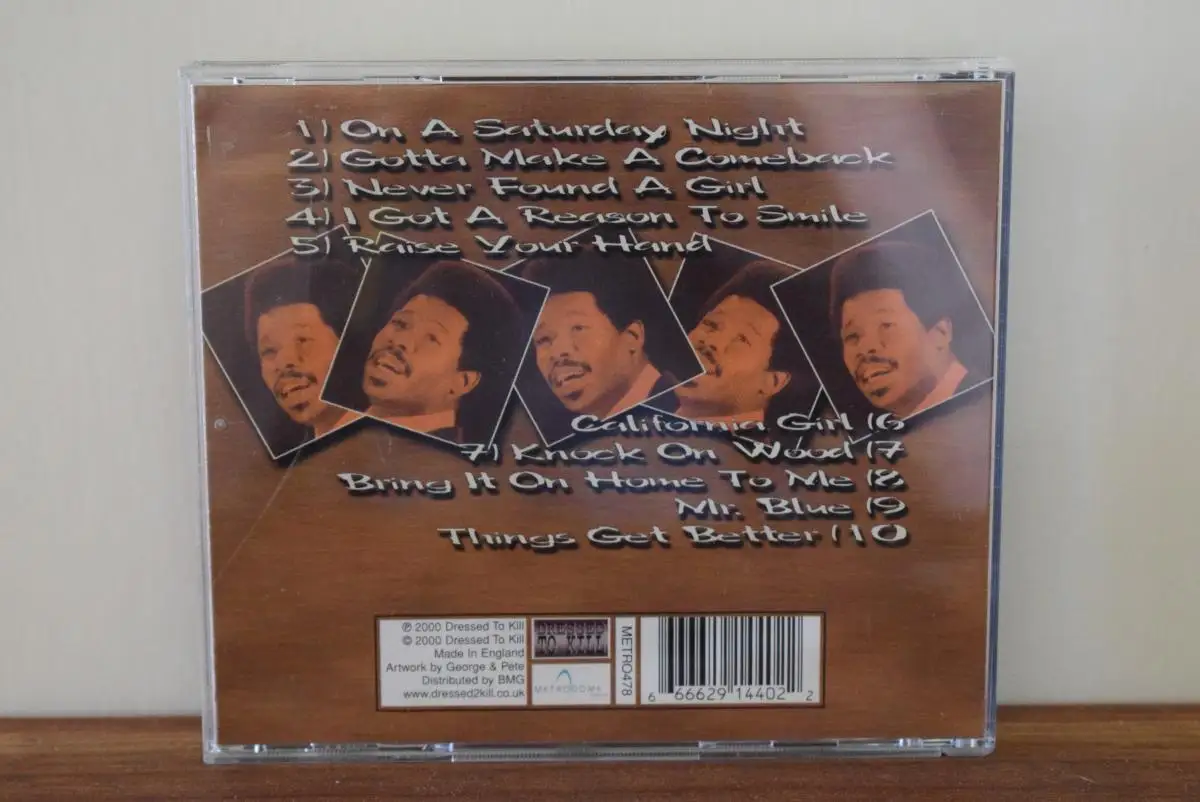 1) On A Saturday Night
2) Gotta Make A Comeback
3) Never Found A Girl
4) I Got A Reason To Smile
5) Raise Your Hand
California Girl (6
7) Knock On Wood (7
Bring It On Home To Me (8
Mr. Blue (9
Things Get Better (10
℗ 2000 Dressed To Kill
© 2000 Dressed To Kill
Made In England
Artwork by George & Pete
Distributed by BMG
www.dressed2kill.co.uk
DRESSED
TO KILL
METRODOME
METRO478
6 66629 14402 2